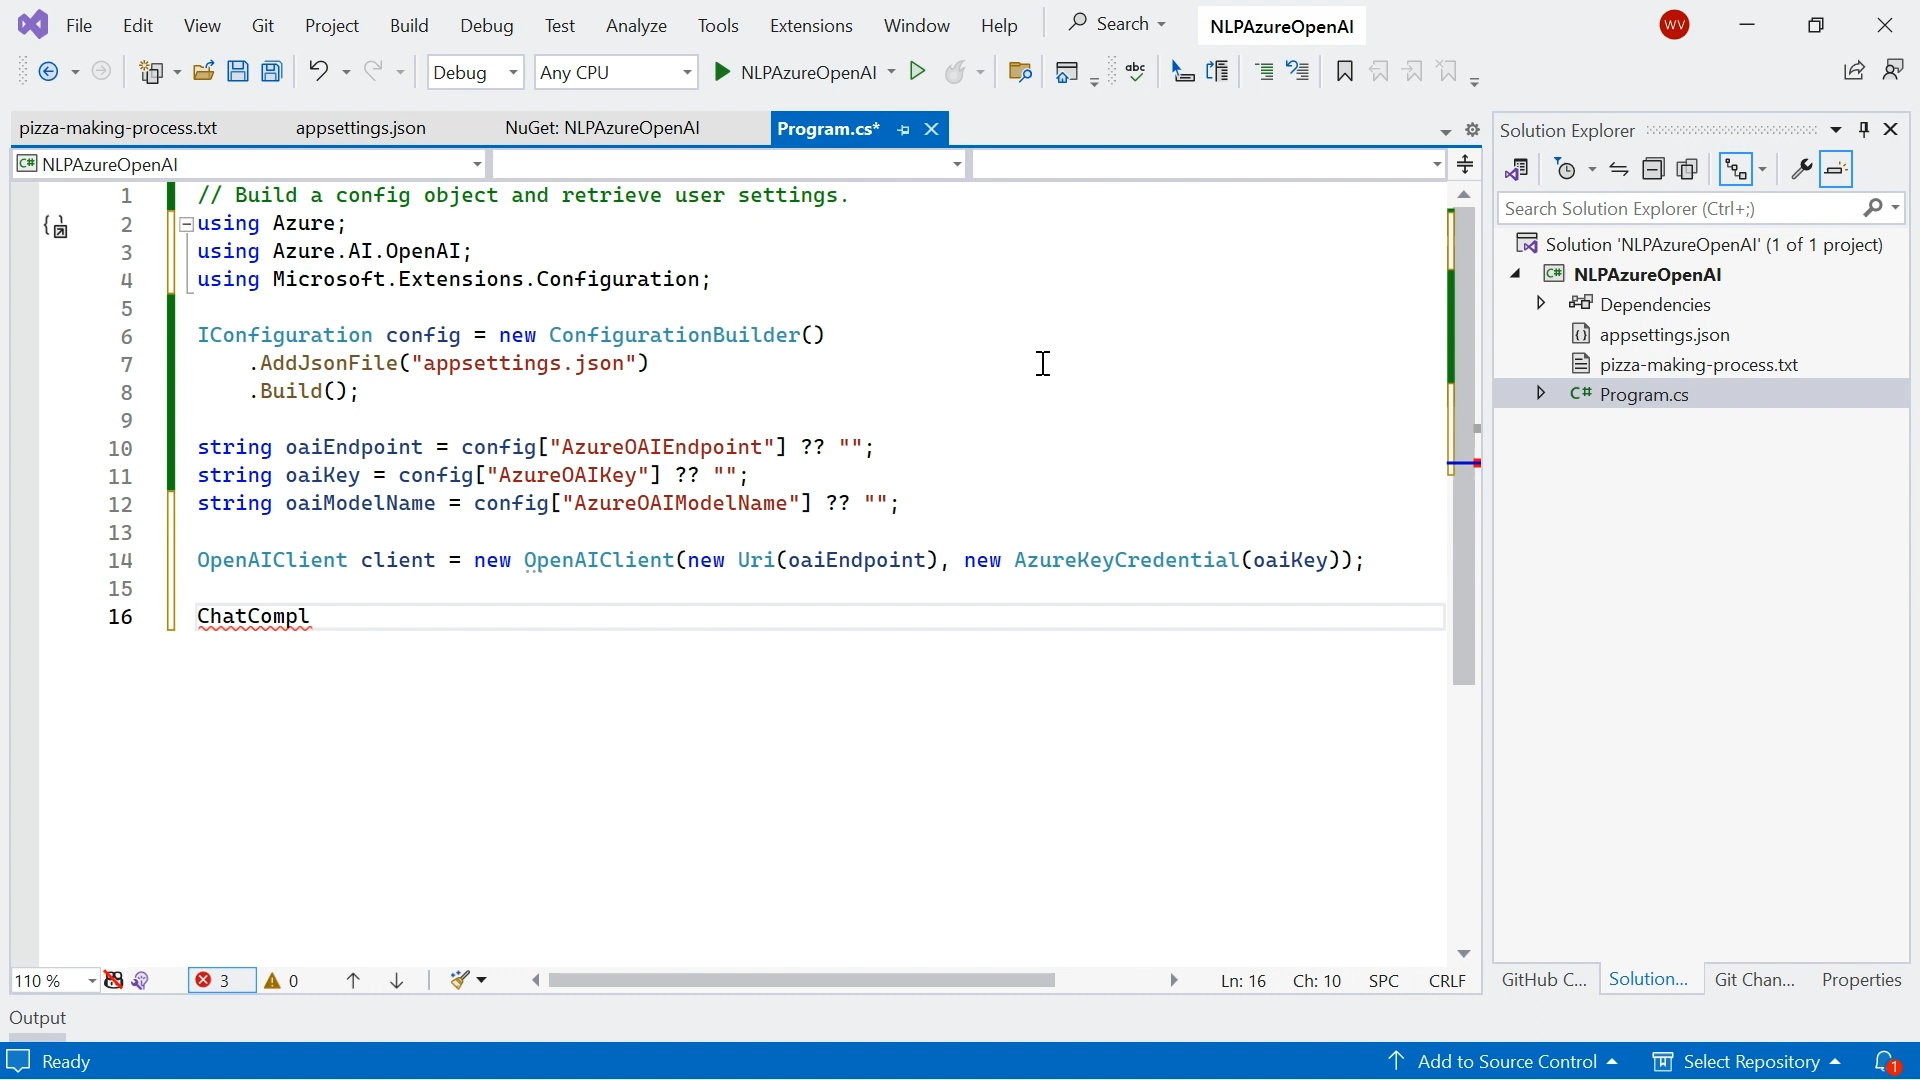 File Edit View Git Project Build Debug Test Analyze Tools Extensions Window Help Search NLPAzureOpenAI WV
Debug Any CPU NLPAzureOpenAI abc
pizza-making-process.txt appsettings.json NuGet: NLPAzureOpenAI Program.cs*
C# NLPAzureOpenAI
1 // Build a config object and retrieve user settings.
2 using Azure;
3 using Azure.AI.OpenAI;
4 using Microsoft.Extensions.Configuration;
5
6 IConfiguration config = new ConfigurationBuilder()
7 .AddJsonFile("appsettings.json")
8 .Build();
9
10 string oaiEndpoint = config["AzureOAIEndpoint"] ?? "";
11 string oaiKey = config["AzureOAIKey"] ?? "";
12 string oaiModelName = config["AzureOAIModelName"] ?? "";
13
14 OpenAIClient client = new OpenAIClient(new Uri(oaiEndpoint), new AzureKeyCredential(oaiKey));
15
16 ChatCompl
110 % 3 0 Ln: 16 Ch: 10 SPC CRLF
Solution Explorer
Search Solution Explorer (Ctrl+;)
Solution 'NLPAzureOpenAI' (1 of 1 project)
C# NLPAzureOpenAI
Dependencies
appsettings.json
pizza-making-process.txt
C# Program.cs
GitHub C... Solution... Git Chan... Properties
Output
Ready Add to Source Control Select Repository 1